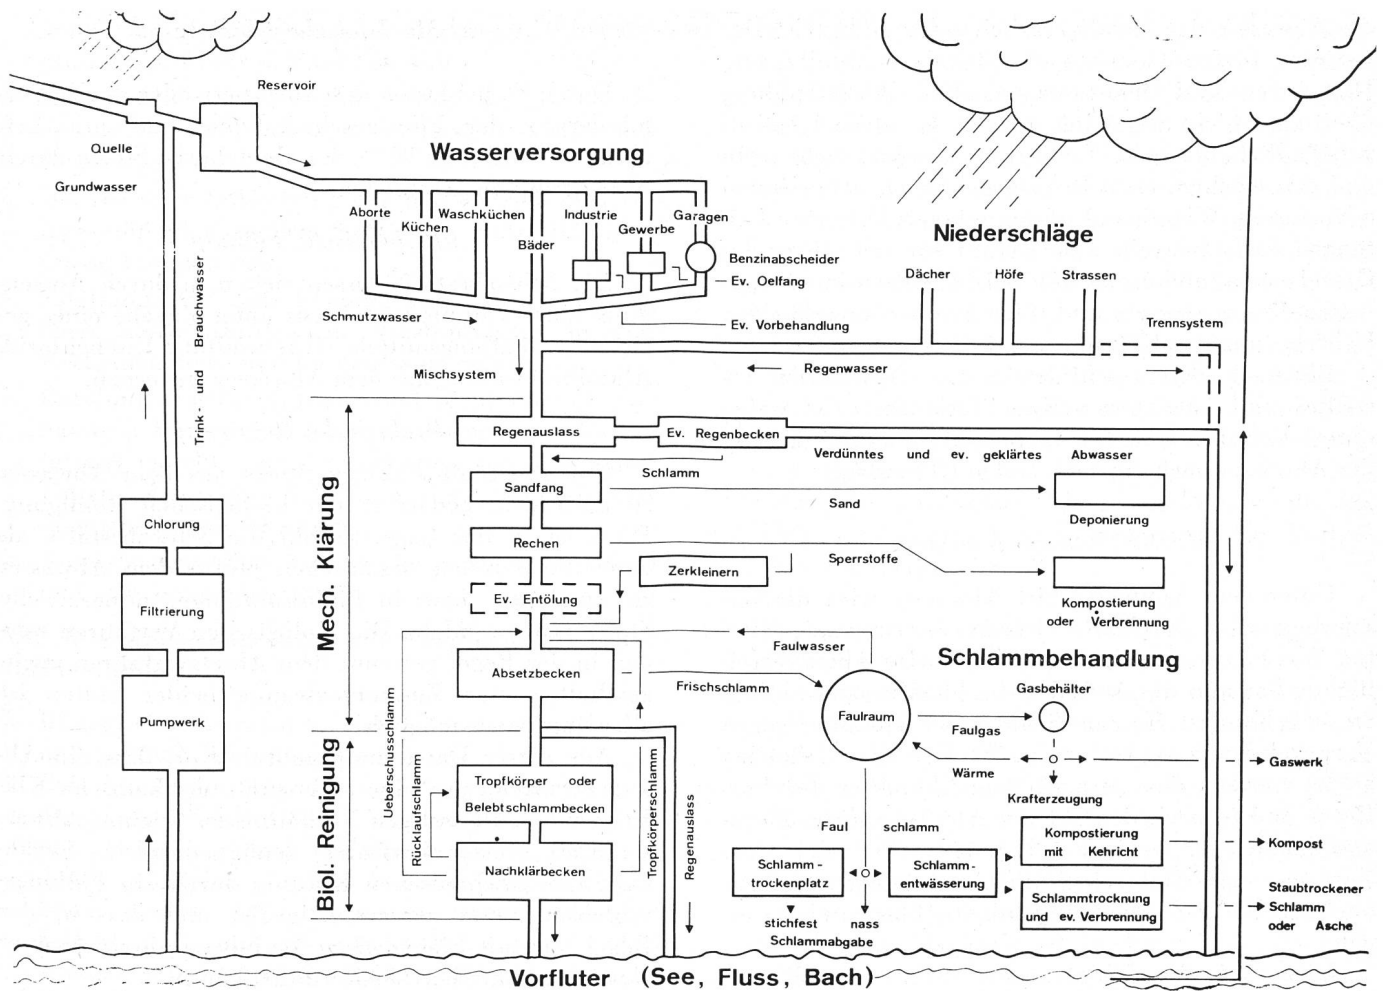 Reservoir
Wasserversorgung
Quelle
Grundwasser
Trink- und Brauchwasser
Chlorung
Filtrierung
Pumpwerk
Aborte
Küchen
Waschküchen
Bäder
Industrie
Gewerbe
Garagen
Benzinabscheider
Ev. Oelfang
Ev. Vorbehandlung
Schmutzwasser
Mischsystem
Niederschläge
Dächer
Höfe
Strassen
Trennsystem
Regenwasser
Mech. Klärung
Regenauslass
Ev. Regenbecken
Verdünntes und ev. geklärtes Abwasser
Schlamm
Sandfang
Sand
Deponierung
Rechen
Zerkleinern
Sperrstoffe
Kompostierung
oder Verbrennung
Ev. Entölung
Faulwasser
Absetzbecken
Frischschlamm
Schlammbehandlung
Gasbehälter
Faulraum
Faulgas
Wärme
Gaswerk
Krafterzeugung
Biol. Reinigung
Ueberschusschlamm
Rücklaufschlamm
Tropfkörper oder
Belebtschlammbecken
Nachklärbecken
Tropfkörperschlamm
Regenauslass
Faul schlamm
Schlamm-
trockenplatz
Schlamm-
entwässerung
stichfest nass
Schlammabgabe
Kompostierung
mit Kehricht
Kompost
Schlammtrocknung
und ev. Verbrennung
Staubtrockener
Schlamm
oder Asche
Vorfluter (See, Fluss, Bach)